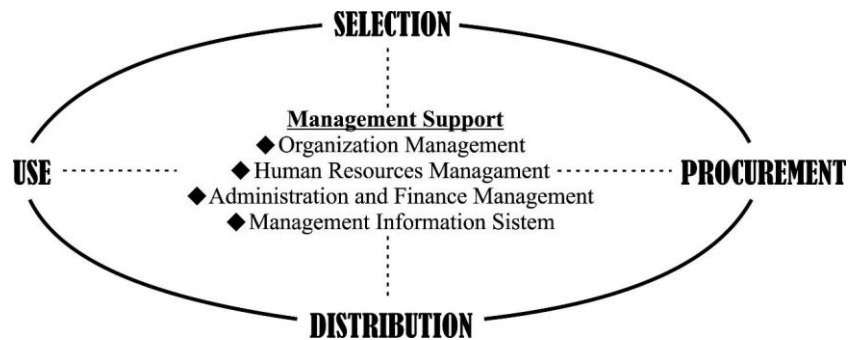 SELECTION
Management Support
◆ Organization Management
USE
◆ Human Resources Managament
PROCUREMENT
◆ Administration and Finance Management
◆ Management Information Sistem
DISTRIBUTION